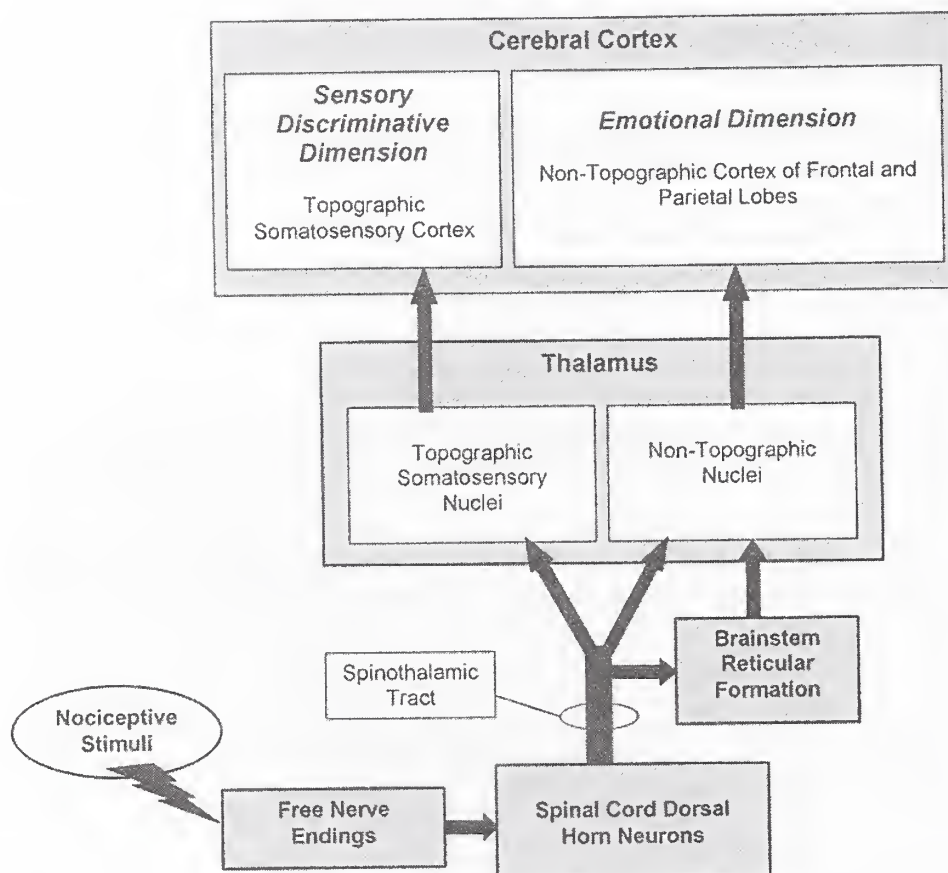 Cerebral Cortex
Sensory
Discriminative
Dimension
Topographic
Somatosensory Cortex
Emotional Dimension
Non-Topographic Cortex of Frontal and
Parietal Lobes
Thalamus
Topographic
Somatosensory
Nuclei
Non-Topographic
Nuclei
Brainstem
Reticular
Formation
Spinothalamic
Tract
Nociceptive
Stimuli
Free Nerve
Endings
Spinal Cord Dorsal
Horn Neurons